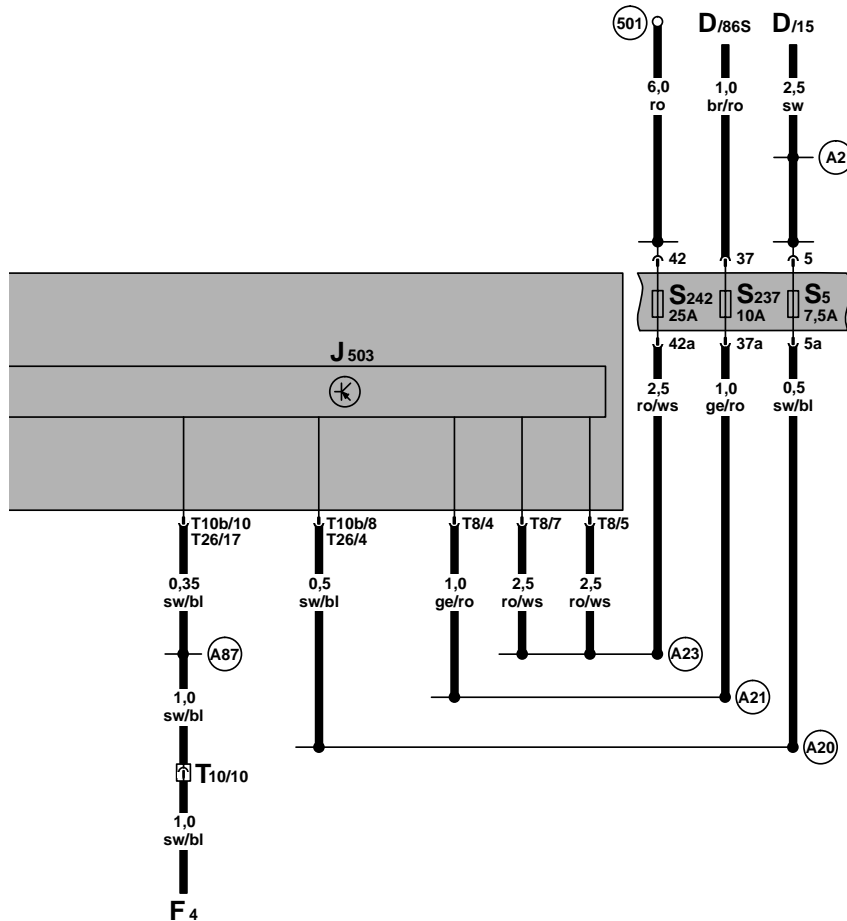 501 D/86S D/15
6,0 1,0 2,5
ro br/ro sw
A2
42 37 5
S242 S237 S5
25A 10A 7,5A
J503
42a 37a 5a
2,5 1,0 0,5
ro/ws ge/ro sw/bl
T10b/10 T10b/8 T8/4 T8/7 T8/5
T26/17 T26/4
0,35 0,5 1,0 2,5 2,5
sw/bl sw/bl ge/ro ro/ws ro/ws
A87 A23
1,0 A21
sw/bl
A20
T10/10
1,0
sw/bl
F4